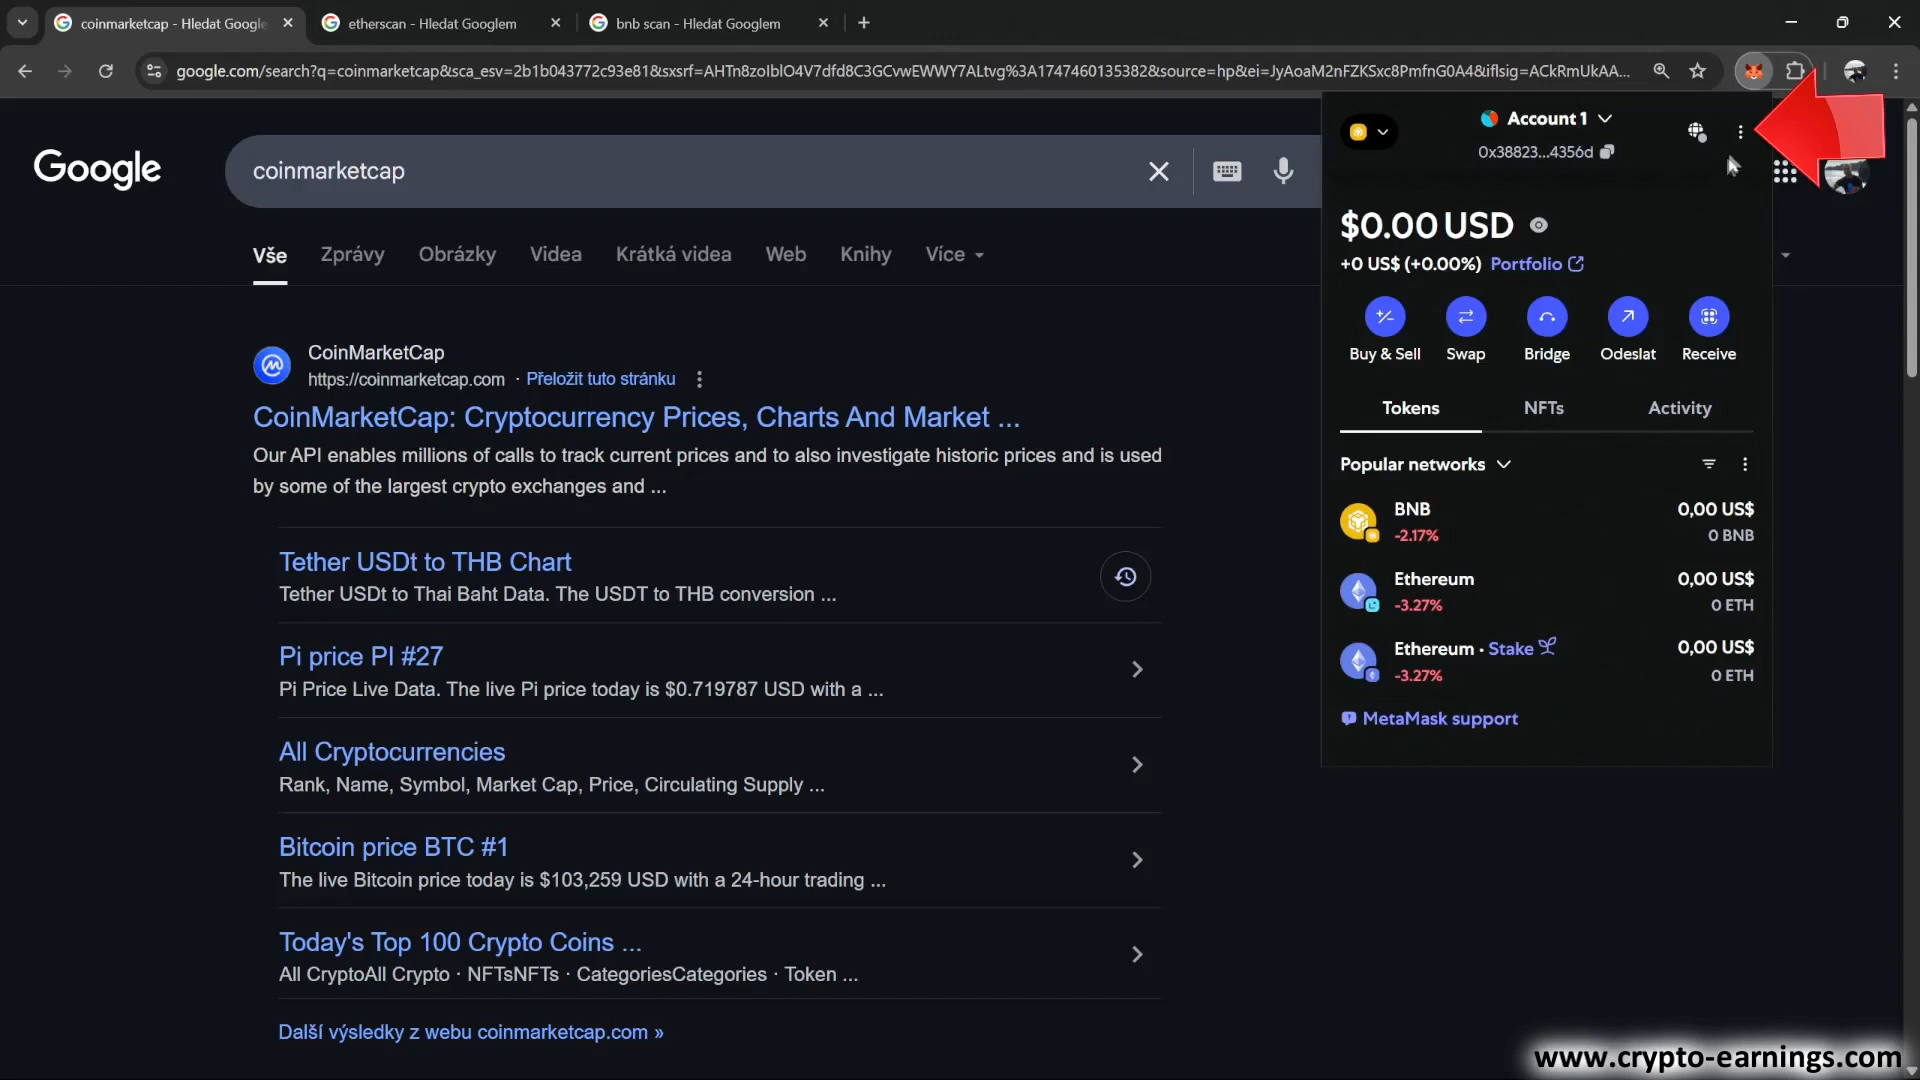 coinmarketcap - Hledat Google
etherscan - Hledat Googlem
bnb scan - Hledat Googlem
google.com/search?q=coinmarketcap&sca_esv=2b1b043772c93e81&sxsrf=AHTn8zoIblO4V7dfd8C3GCvwEWWY7ALtvg%3A1747460135382&source=hp&ei=JyAoaM2nFZKSxc8PmfnG0A4&iflsig=ACkRmUkAA...
Google
coinmarketcap
Vše
Zprávy
Obrázky
Videa
Krátká videa
Web
Knihy
Více
CoinMarketCap
https://coinmarketcap.com · Přeložit tuto stránku
CoinMarketCap: Cryptocurrency Prices, Charts And Market ...
Our API enables millions of calls to track current prices and to also investigate historic prices and is used
by some of the largest crypto exchanges and ...
Tether USDt to THB Chart
Tether USDt to Thai Baht Data. The USDT to THB conversion ...
Pi price PI #27
Pi Price Live Data. The live Pi price today is $0.719787 USD with a ...
All Cryptocurrencies
Rank, Name, Symbol, Market Cap, Price, Circulating Supply ...
Bitcoin price BTC #1
The live Bitcoin price today is $103,259 USD with a 24-hour trading ...
Today's Top 100 Crypto Coins ...
All CryptoAll Crypto · NFTsNFTs · CategoriesCategories · Token ...
Další výsledky z webu coinmarketcap.com »
Account 1
0x38823...4356d
$0.00 USD
+0 US$ (+0.00%) Portfolio
Buy & Sell
Swap
Bridge
Odeslat
Receive
Tokens
NFTs
Activity
Popular networks
BNB
0,00 US$
-2.17%
0 BNB
Ethereum
0,00 US$
-3.27%
0 ETH
Ethereum • Stake
0,00 US$
-3.27%
0 ETH
MetaMask support
www.crypto-earnings.com